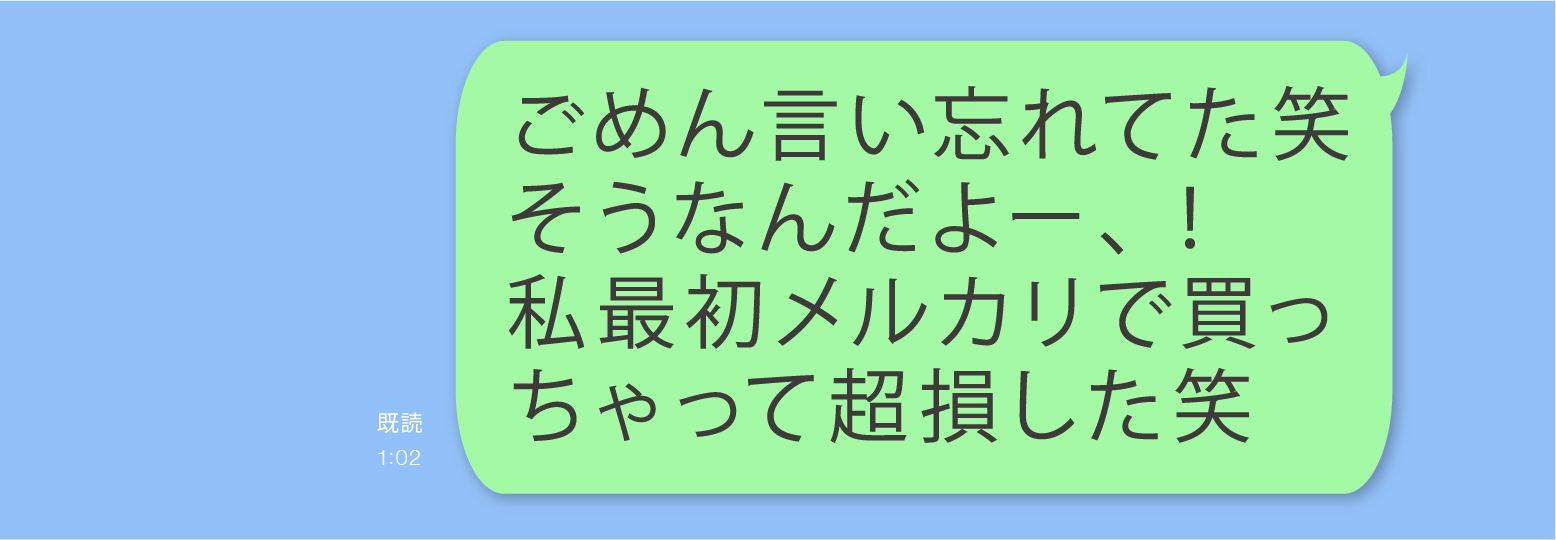 ごめん言い忘れてた笑
そうなんだよー、!
私最初メルカリで買っ
ちゃって超損した笑
既読
1:02